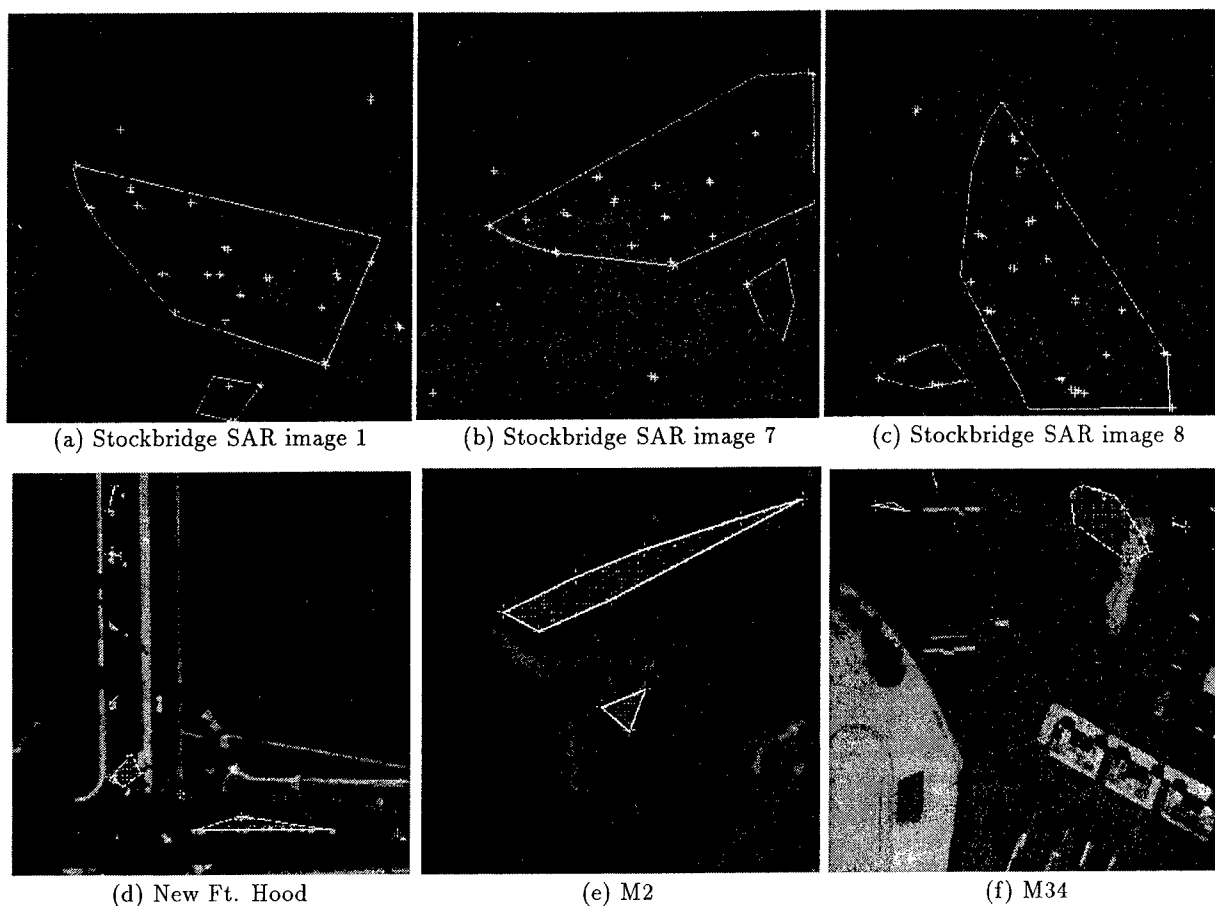 (a) Stockbridge SAR image 1
(b) Stockbridge SAR image 7
(c) Stockbridge SAR image 8
(d) New Ft. Hood
(e) M2
(f) M34